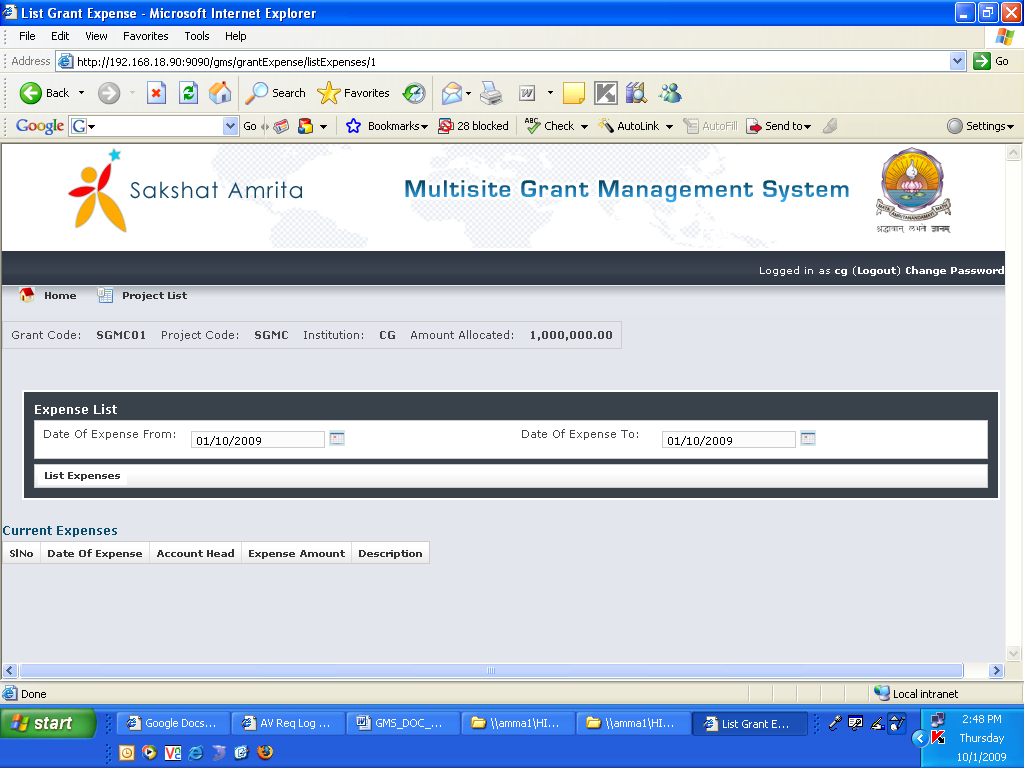 List Grant Expense - Microsoft Internet Explorer
File Edit View Favorites Tools Help
Address http://192.168.18.90:9090/gms/grantExpense/listExpenses/1 Go
Back Search Favorites
Google G Go Bookmarks 28 blocked ABC Check AutoLink AutoFill Send to Settings
Sakshat Amrita Multisite Grant Management System
श्रद्धावान् लभते ज्ञानम्
Logged in as cg (Logout) Change Password
Home Project List
Grant Code: SGMC01 Project Code: SGMC Institution: CG Amount Allocated: 1,000,000.00
Expense List
Date Of Expense From: 01/10/2009 Date Of Expense To: 01/10/2009
List Expenses
Current Expenses
SlNo Date Of Expense Account Head Expense Amount Description
Done Local intranet
start Google Docs... AV Req Log ... GMS_DOC_... \\amma1\HI... \\amma1\HI... List Grant E... 2:48 PM
Thursday
10/1/2009